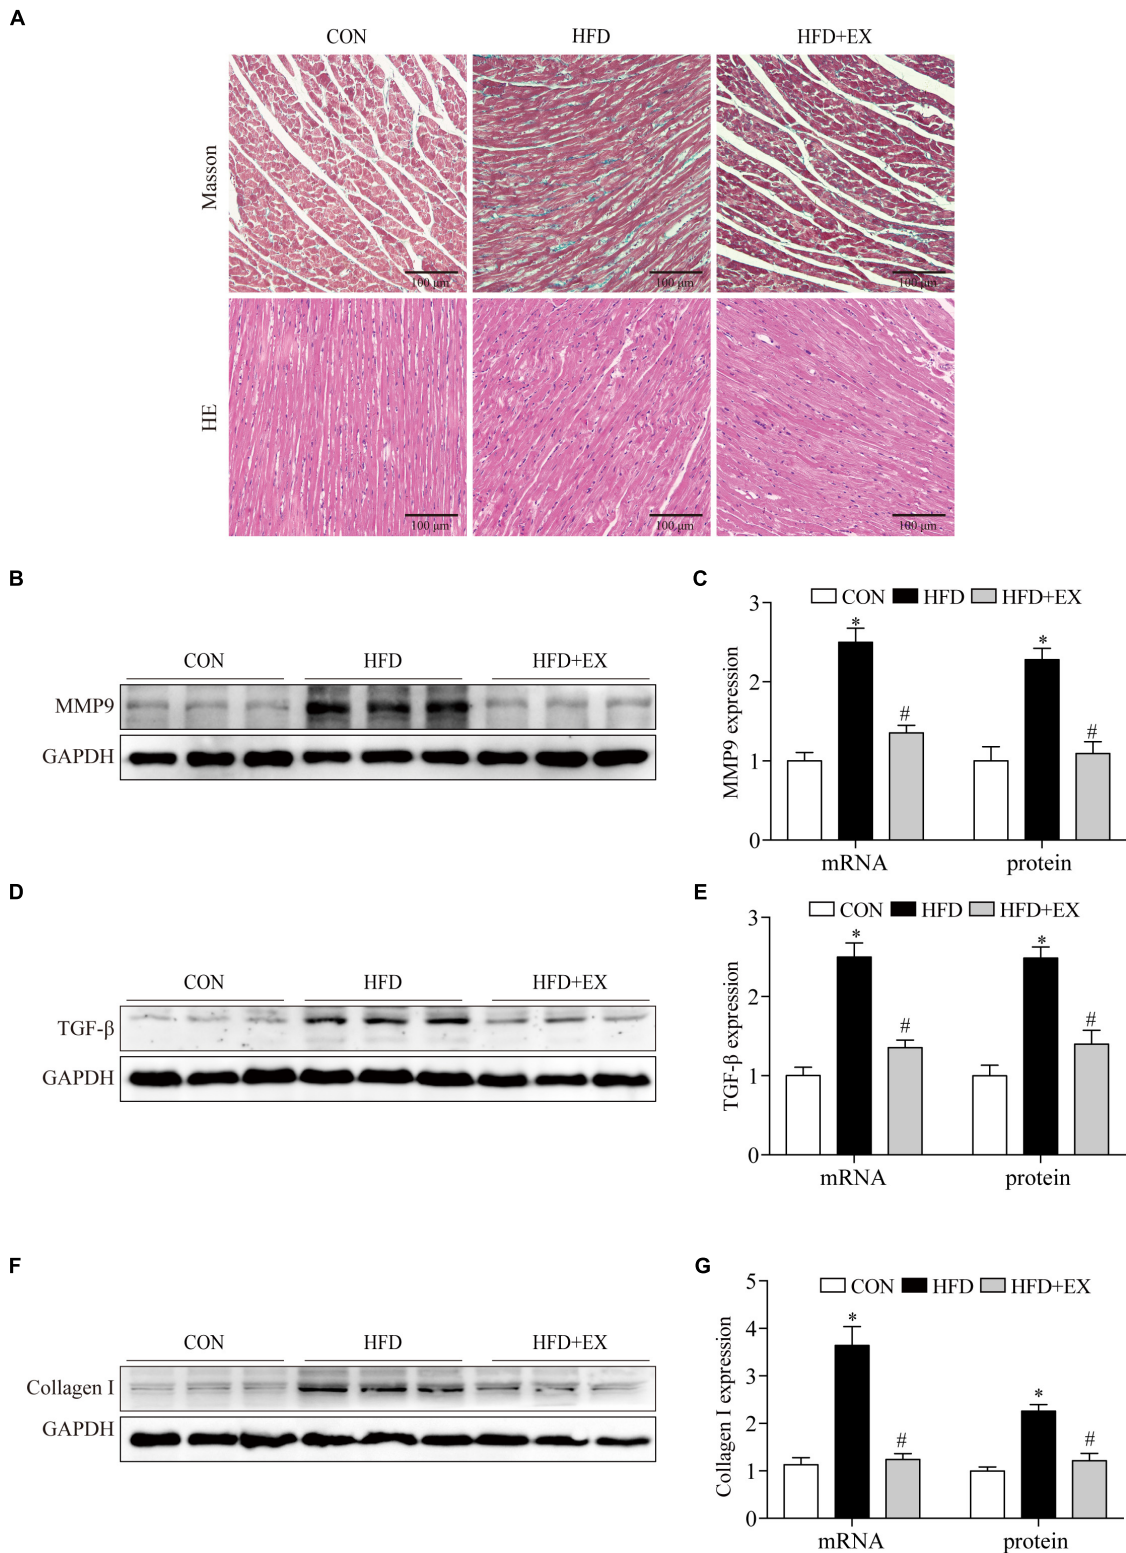 A
CON HFD HFD+EX
Masson
100 μm 100 μm 100 μm
HE
100 μm 100 μm 100 μm
B
CON HFD HFD+EX
MMP9
GAPDH
C
CON HFD HFD+EX
MMP9 expression
3
2
1
0
* # * #
mRNA protein
D
CON HFD HFD+EX
TGF-β
GAPDH
E
CON HFD HFD+EX
TGF-β expression
3
2
1
0
* # * #
mRNA protein
F
CON HFD HFD+EX
Collagen I
GAPDH
G
CON HFD HFD+EX
Collagen I expression
5
4
3
2
1
0
* # * #
mRNA protein